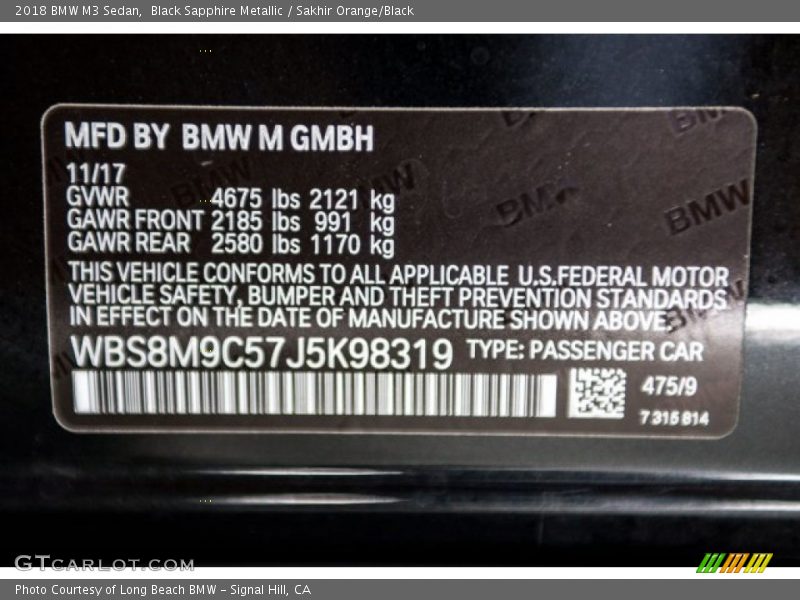 2018 BMW M3 Sedan, Black Sapphire Metallic / Sakhir Orange/Black
MFD BY BMW M GMBH
11/17
GVWR 4675 lbs 2121 kg
GAWR FRONT 2185 lbs 991 kg
GAWR REAR 2580 lbs 1170 kg
THIS VEHICLE CONFORMS TO ALL APPLICABLE U.S.FEDERAL MOTOR
VEHICLE SAFETY, BUMPER AND THEFT PREVENTION STANDARDS
IN EFFECT ON THE DATE OF MANUFACTURE SHOWN ABOVE.
WBS8M9C57J5K98319 TYPE: PASSENGER CAR
475/9
7 315 814
BMW
BMW
BMW
BMW
GTCARLOT.COM
Photo Courtesy of Long Beach BMW - Signal Hill, CA